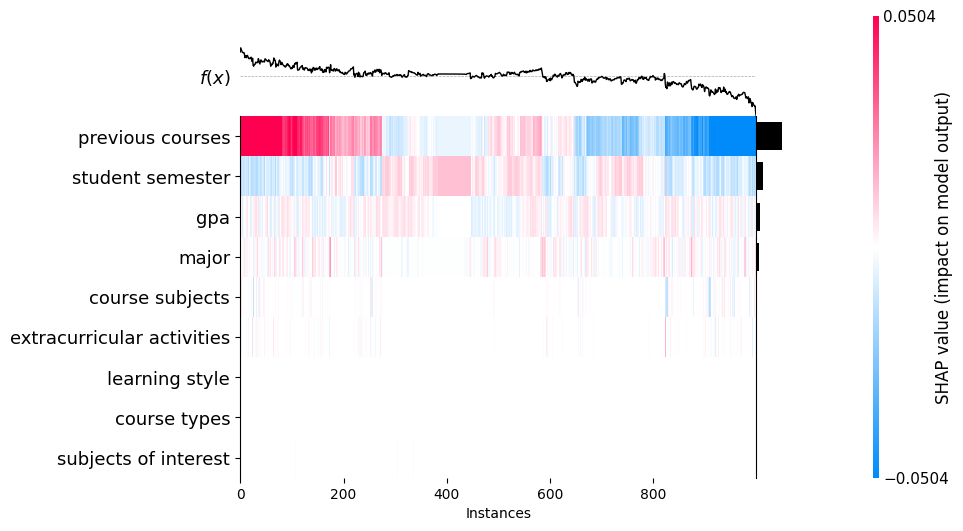 0.0504
f(x)
previous courses
student semester
gpa
major
course subjects
extracurricular activities
learning style
course types
subjects of interest
0 200 400 600 800
Instances
−0.0504
SHAP value (impact on model output)